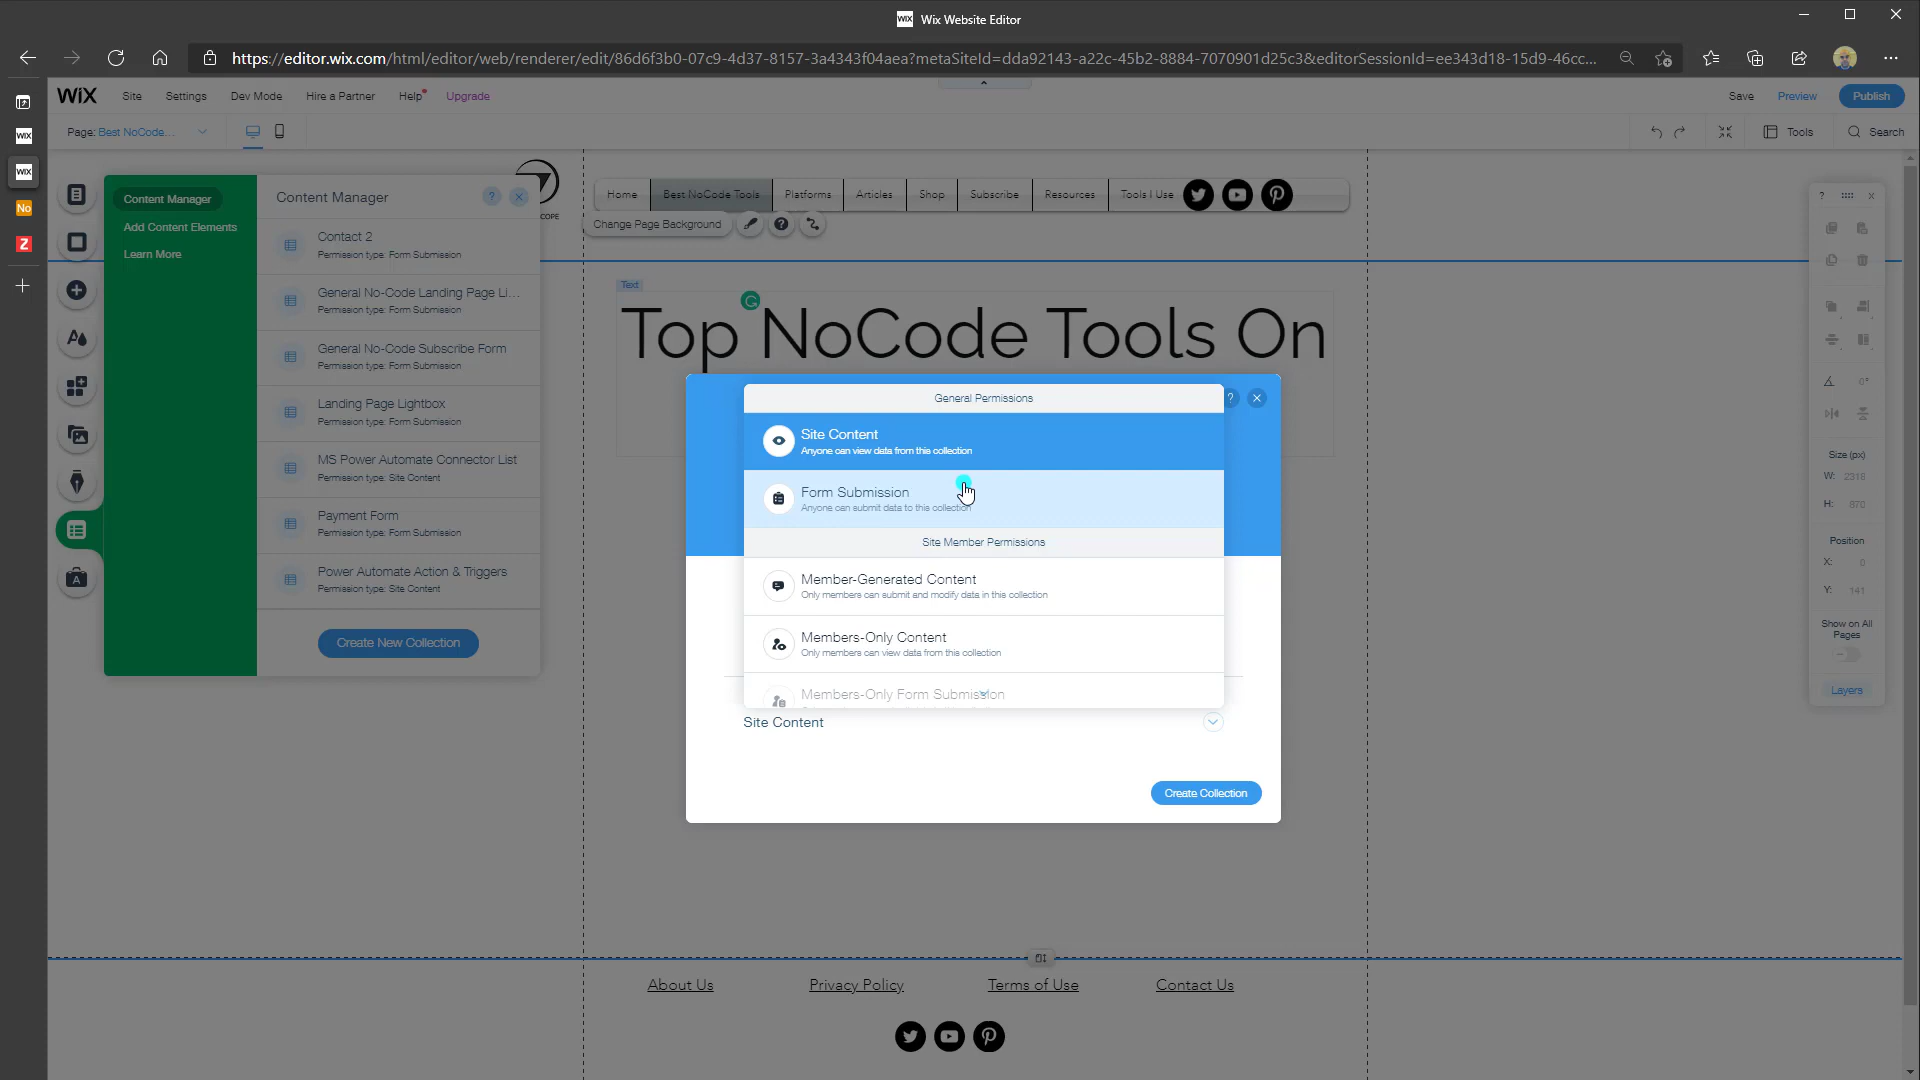 WiX Wix Website Editor
https://editor.wix.com/html/editor/web/renderer/edit/86d6f3b0-07c9-4d37-8157-3a4343f04aea?metaSiteId=dda92143-a22c-45b2-8884-7070901d25c3&editorSessionId=ee343d18-15d9-46cc...
WiX Site Settings Dev Mode Hire a Partner Help Upgrade Save Preview Publish
Page: Best NoCode... Tools Search
WiX
WiX
No
Z
Content Manager
Add Content Elements
Learn More
Content Manager ?
Contact 2
Permission type: Form Submission
General No-Code Landing Page Li...
Permission type: Form Submission
General No-Code Subscribe Form
Permission type: Form Submission
Landing Page Lightbox
Permission type: Form Submission
MS Power Automate Connector List
Permission type: Site Content
Payment Form
Permission type: Form Submission
Power Automate Action & Triggers
Permission type: Site Content
Create New Collection
Home Best NoCode Tools Platforms Articles Shop Subscribe Resources Tools I Use
Change Page Background
Text
Top NoCode Tools On
General Permissions
Site Content
Anyone can view data from this collection
Form Submission
Anyone can submit data to this collection
Site Member Permissions
Member-Generated Content
Only members can submit and modify data in this collection
Members-Only Content
Only members can view data from this collection
Members-Only Form Submission
Site Content
Create Collection
?
0°
Size (px)
W: 2316
H: 870
Position
X: 0
Y: 141
Show on All
Pages
Layers
About Us Privacy Policy Terms of Use Contact Us